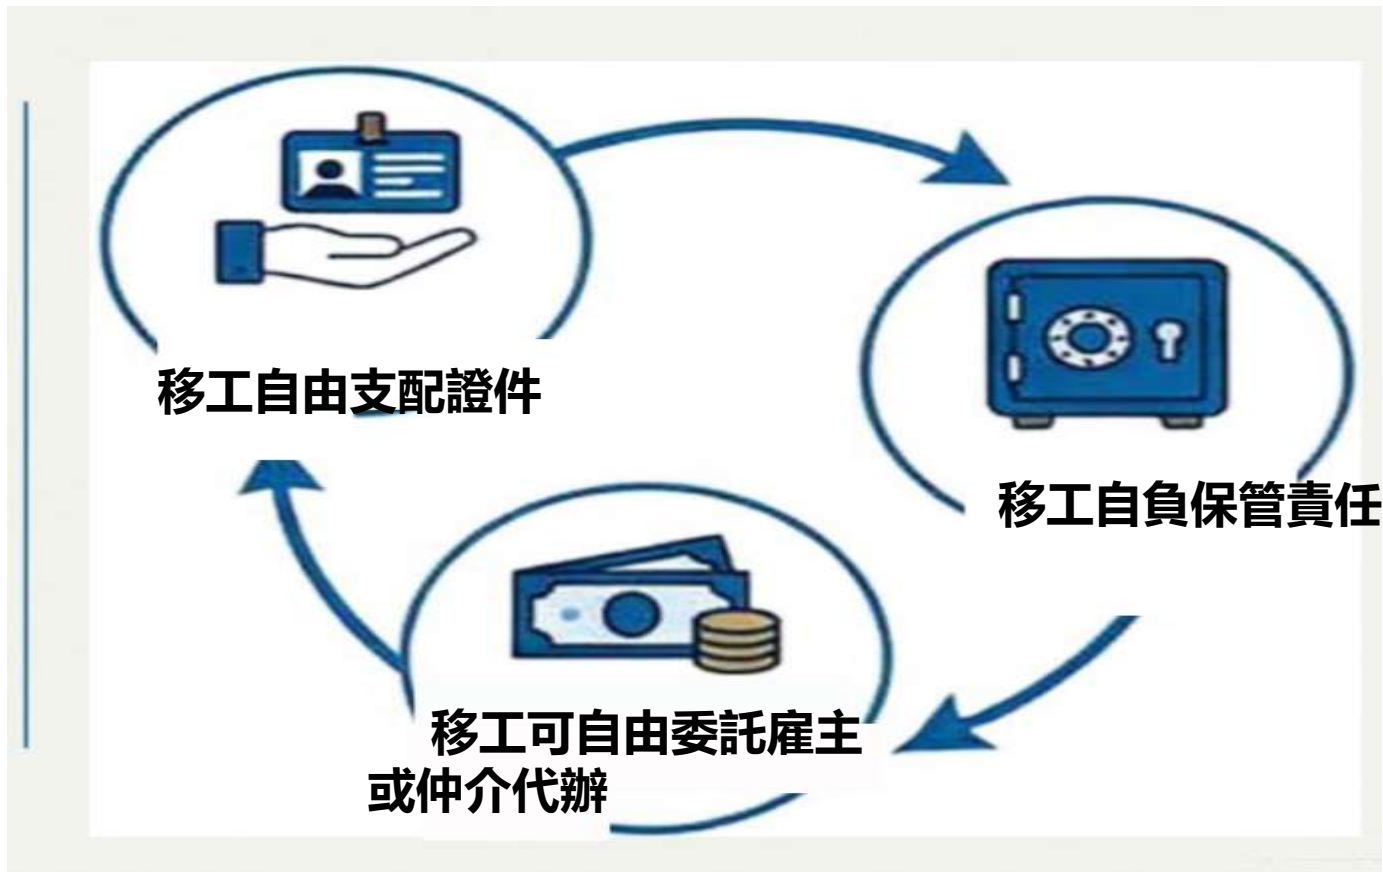 移工自由支配證件
移工自負保管責任
移工可自由委託雇主
或仲介代辦